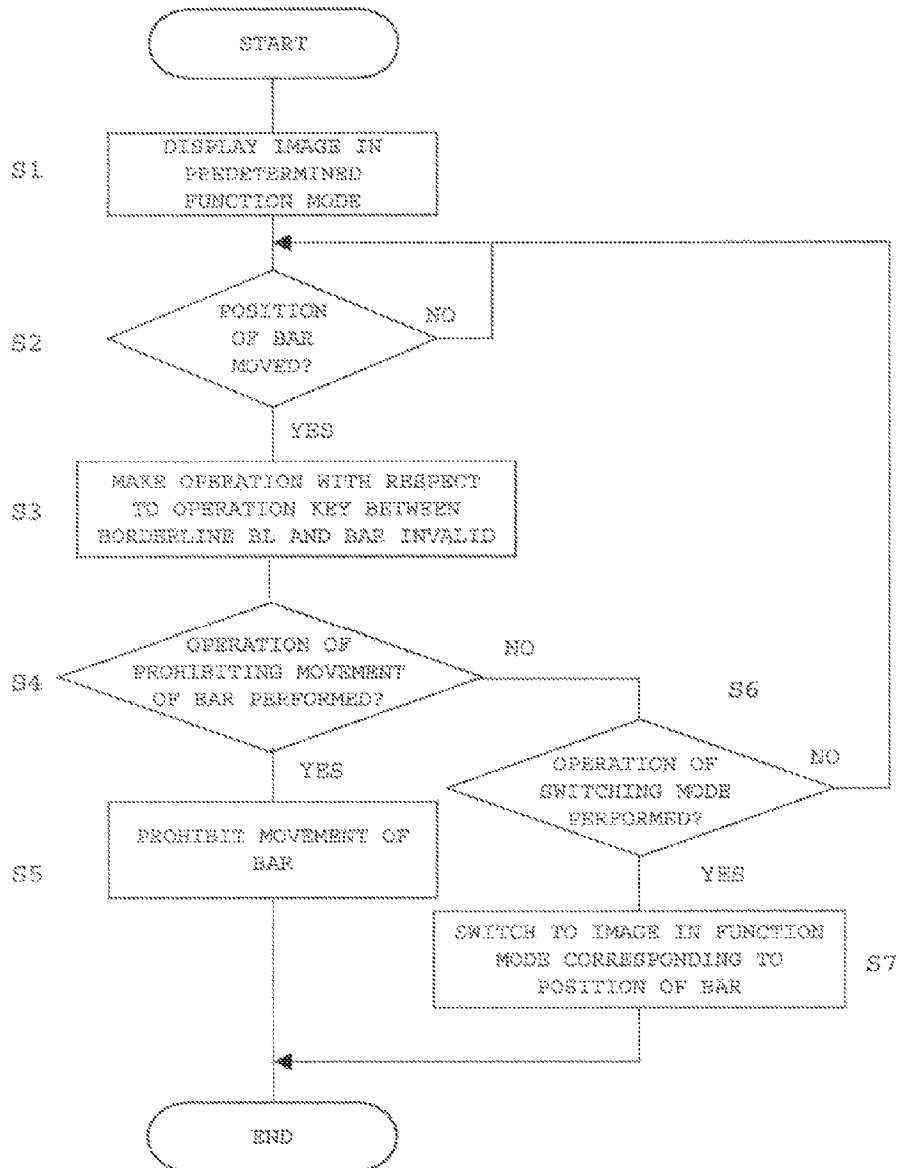 START
S1
DISPLAY IMAGE IN
PREDETERMINED
FUNCTION MODE
S2
POSITION
OF BAR
MOVED?
NO
YES
S3
MAKE OPERATION WITH RESPECT
TO OPERATION KEY BETWEEN
BORDERLINE BL AND BAR INVALID
S4
OPERATION OF
PROHIBITING MOVEMENT
OF BAR PERFORMED?
NO
YES
S6
OPERATION OF
SWITCHING MODE
PERFORMED?
NO
YES
S5
PROHIBIT MOVEMENT OF
BAR
SWITCH TO IMAGE IN FUNCTION
MODE CORRESPONDING TO
POSITION OF BAR
S7
END